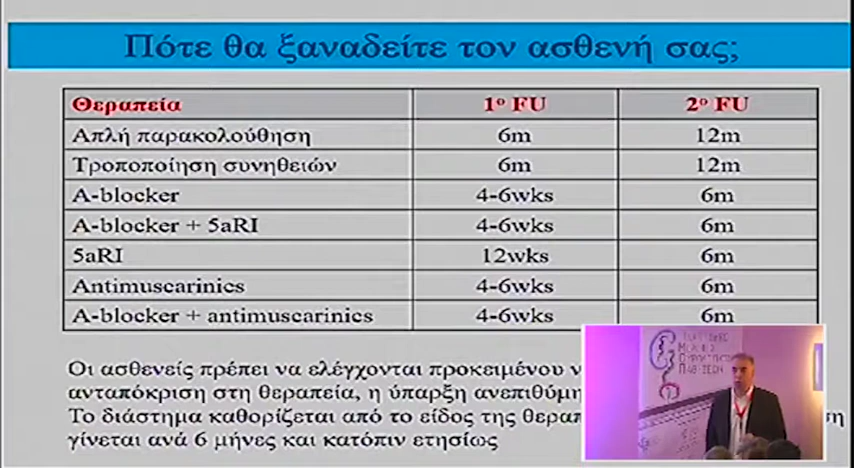 Πότε θα ξαναδείτε τον ασθενή σας;
Θεραπεία 1ο FU 2ο FU
Απλή παρακολούθηση 6m 12m
Τροποποίηση συνηθειών 6m 12m
A-blocker 4-6wks 6m
A-blocker + 5aRI 4-6wks 6m
5aRI 12wks 6m
Antimuscarinics 4-6wks 6m
A-blocker + antimuscarinics 4-6wks 6m
Οι ασθενείς πρέπει να ελέγχονται προκειμένου
ανταπόκριση στη θεραπεία, η ύπαρξη
Το διάστημα καθορίζεται από το είδος της
γίνεται ανά 6 μήνες και κατόπιν ετησίως